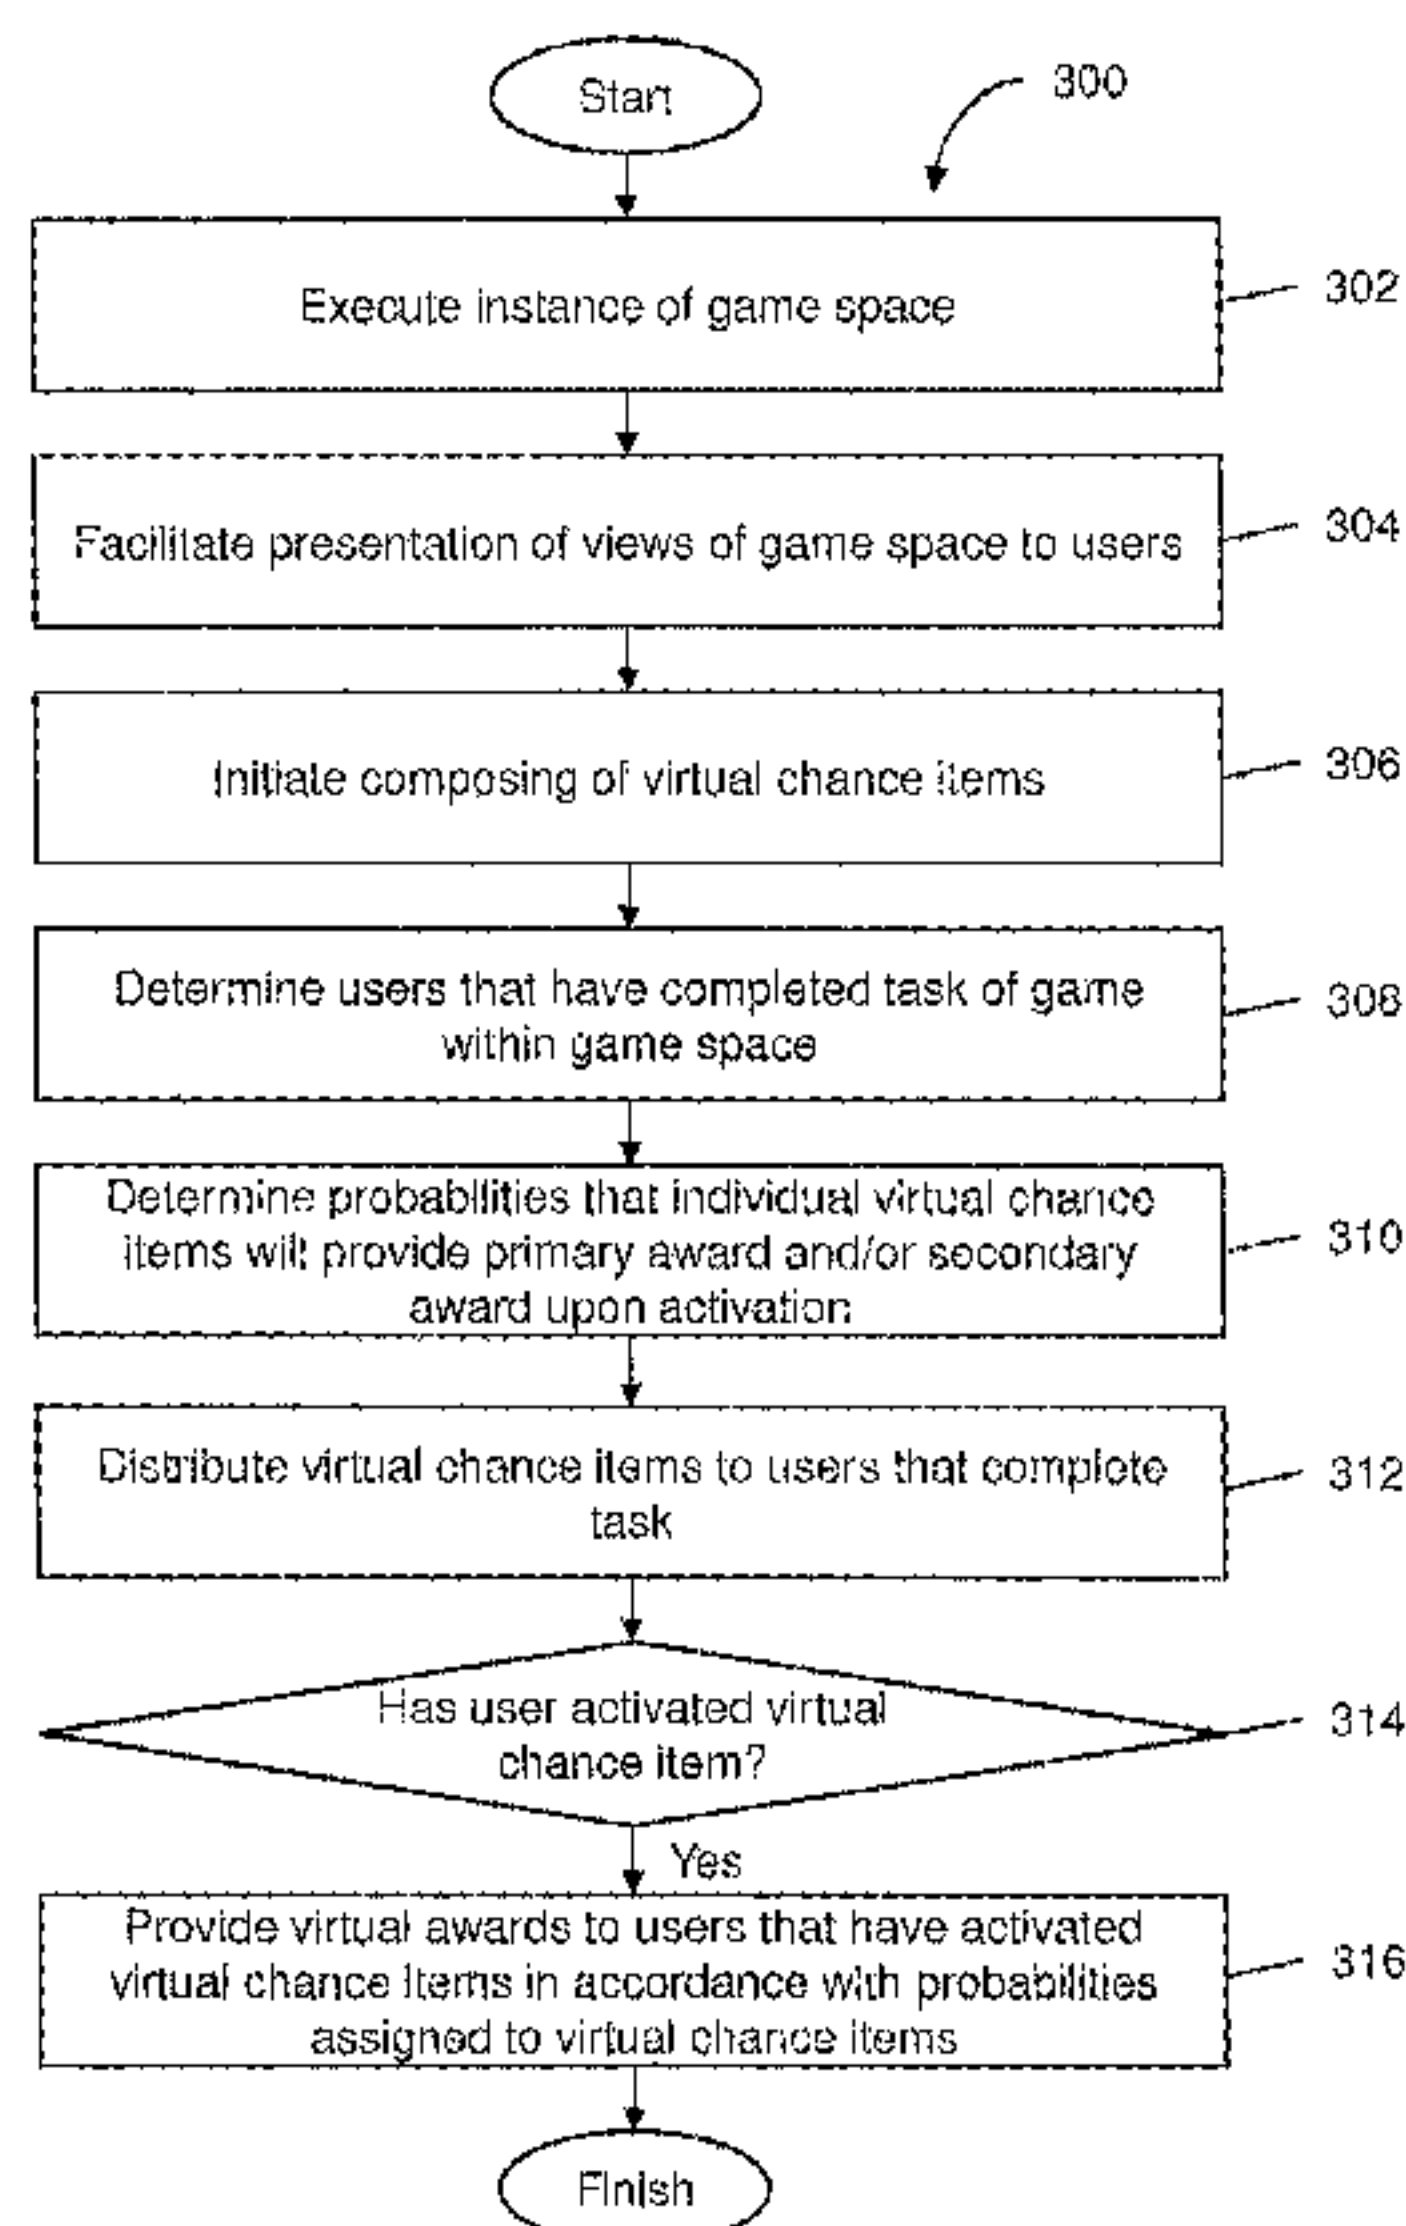 Start
300
Execute instance of game space
302
Facilitate presentation of views of game space to users
304
Initiate composing of virtual chance items
306
Determine users that have completed task of game
within game space
308
Determine probabilities that individual virtual chance
items will provide primary award and/or secondary
award upon activation
310
Distribute virtual chance items to users that complete
task
312
Has user activated virtual
chance item?
314
Yes
Provide virtual awards to users that have activated
virtual chance items in accordance with probabilities
assigned to virtual chance items
316
Finish